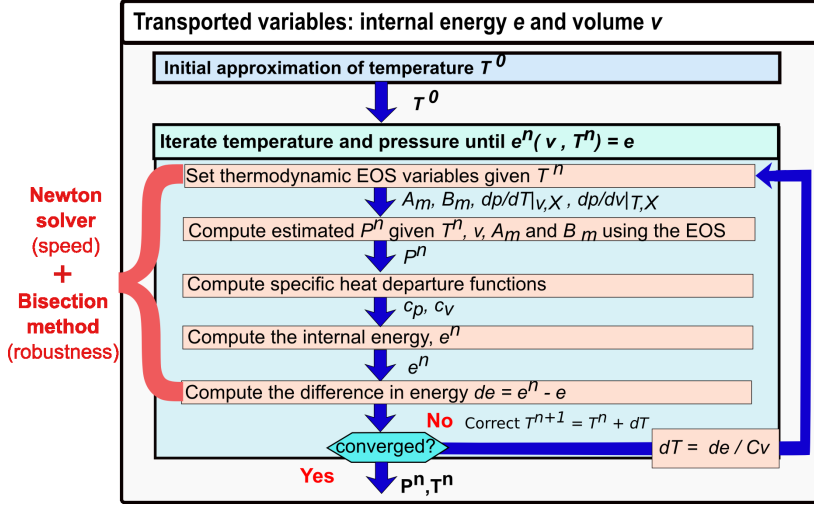 Transported variables: internal energy e and volume v
Initial approximation of temperature T⁰
T⁰
Iterate temperature and pressure until eⁿ( v , Tⁿ) = e
Set thermodynamic EOS variables given Tⁿ
Aₘ, Bₘ, dp/dT|ᵥ,X , dp/dv|T,X
Compute estimated Pⁿ given Tⁿ, v, Aₘ and Bₘ using the EOS
Pⁿ
Compute specific heat departure functions
cₚ, cᵥ
Compute the internal energy, eⁿ
eⁿ
Compute the difference in energy de = eⁿ - e
Newton
solver
(speed)
+
Bisection
method
(robustness)
No Correct Tⁿ⁺¹ = Tⁿ + dT
converged?
dT = de / Cv
Yes
Pⁿ,Tⁿ